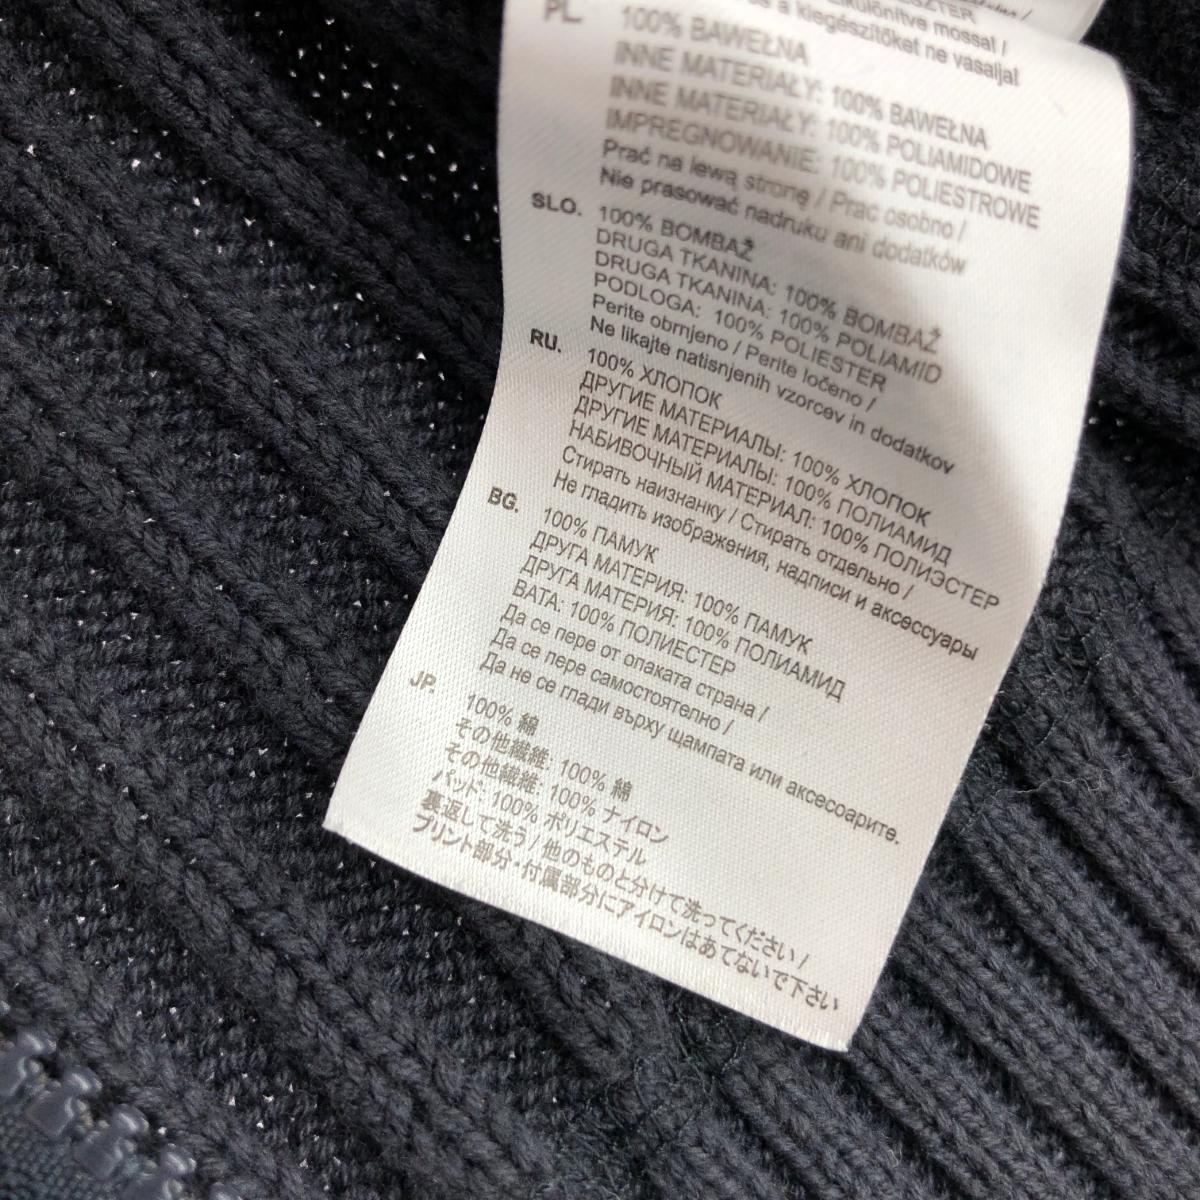 mossal /
a kiegészítőket ne vasaljal
PL.
100% BAWEŁNA
INNE MATERIAŁY: 100% BAWEŁNA
INNE MATERIAŁY: 100% POLIAMIDOWE
IMPREGNOWANIE: 100% POLIESTROWE
Prać na lewą stronę / Prac osobno /
Nie prasować nadruku ani dodatków
SLO.
100% BOMBAŽ
DRUGA TKANINA: 100% BOMBAŽ
DRUGA TKANINA: 100% POLIAMID
PODLOGA: 100% POLIESTER
Perite obrnjeno / Perite ločeno /
Ne likajte natisnjenih vzorcev in dodatkov
RU.
100% ХЛОПОК
ДРУГИЕ МАТЕРИАЛЫ: 100% ХЛОПОК
ДРУГИЕ МАТЕРИАЛЫ: 100% ПОЛИАМИД
НАБИВОЧНЫЙ МАТЕРИАЛ: 100% ПОЛИЭСТЕР
Стирать наизнанку / Стирать отдельно /
Не гладить изображения, надписи и аксессуары
BG.
100% ПАМУК
ДРУГА МАТЕРИЯ: 100% ПАМУК
ДРУГА МАТЕРИЯ: 100% ПОЛИАМИД
ВАТА: 100% ПОЛИЕСТЕР
Да се пере от опаката страна /
Да се пере самостоятелно /
Да не се глади върху щампата или аксесоарите.
JP.
100% 綿
その他繊維: 100% 綿
その他繊維: 100% ナイロン
パッド: 100% ポリエステル
裏返して洗う / 他のものと分けて洗ってください /
プリント部分・付属部分にアイロンはあてないで下さい